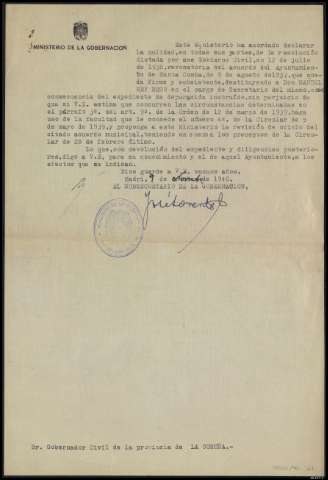 MINISTERIO DE LA GOBERNACION
Este Ministerio ha acordado declarar
la nulidad, en todas sus partes, de la resolución
dictada por ese Gobierno Civil, en 12 de julio
de 1938, revocatoria del acuerdo del Ayuntamien-
to de Santa Comba, de 6 de agosto de 1937, que que-
da firme y subsistente, destituyendo a Don MANUEL
REY en el cargo de Secretario del mismo, como
consecuencia del expediente de depuración instruido, sin perjuicio de
que si V.E. estima que concurren las circunstancias determinadas en
el párrafo 3º. del art. 9º. de la Orden de 12 de marzo de 1939, haga
uso de la facultad que le concede el número de la Circular de 9
de mayo de 1939, y proponga a este Ministerio la revisión de oficio del
citado acuerdo municipal, teniendo en cuenta los preceptos de la Circu-
lar de 20 de febrero último.
Lo que, con devolución del expediente y diligencias posterio-
res, digo a V.E. para su conocimiento y el de aquel Ayuntamiento, a los
efectos que se indican.
Dios guarde a V.E. muchos años.
Madrid, 9 de de 1940.
EL SUBSECRETARIO DE LA GOBERNACION,
Sr. Gobernador Civil de la provincia de LA CORUÑA.-